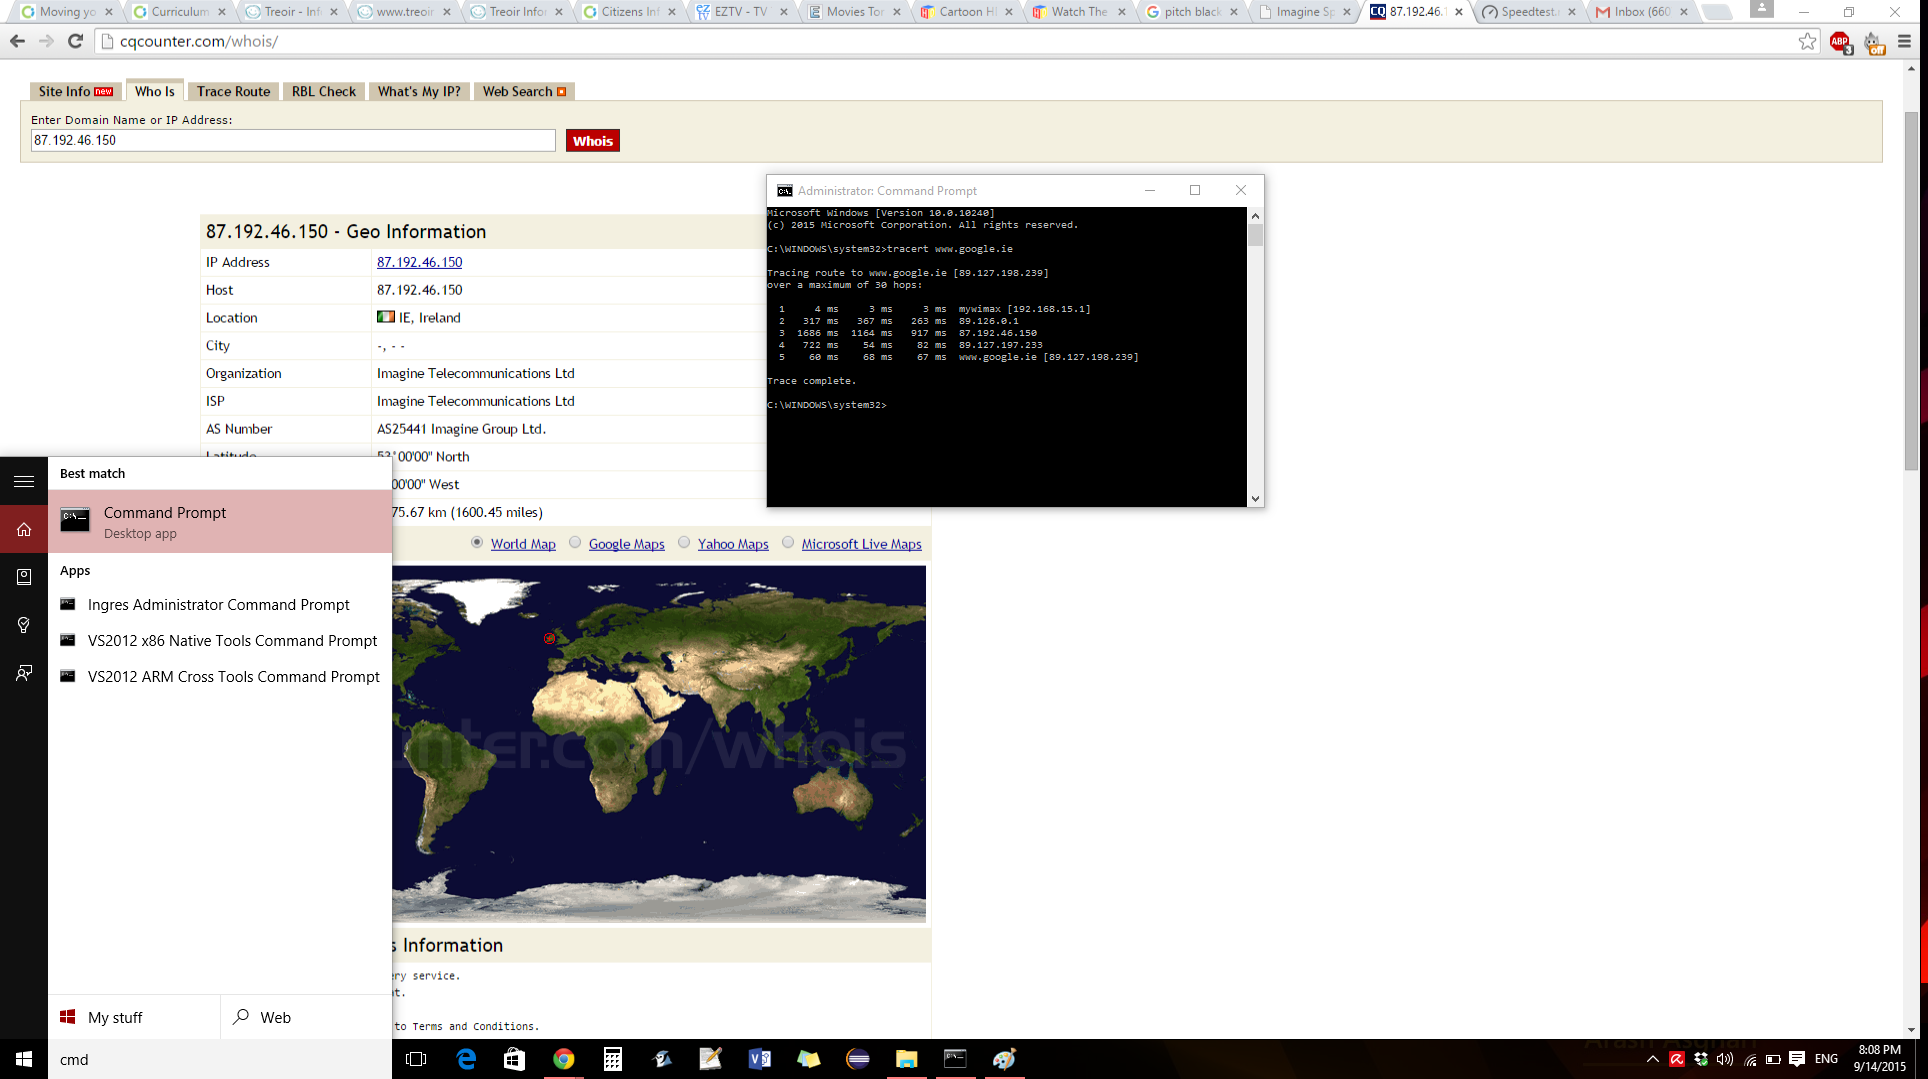 Moving yo
Curriculum
Treoir - Inf
www.treoir
Treoir Infor
Citizens Inf
EZTV - TV
Movies Tor
Cartoon H
Watch The
pitch black
Imagine Sp
87.192.46.1
Speedtest.
Inbox (660
cqcounter.com/whois/
ABP 3
off
Site Info new
Who Is
Trace Route
RBL Check
What's My IP?
Web Search
Enter Domain Name or IP Address:
87.192.46.150
Whois
87.192.46.150 - Geo Information
IP Address 87.192.46.150
Host 87.192.46.150
Location IE, Ireland
City -, - -
Organization Imagine Telecommunications Ltd
ISP Imagine Telecommunications Ltd
AS Number AS25441 Imagine Group Ltd.
Latitude 53°00'00" North
00'00" West
75.67 km (1600.45 miles)
World Map Google Maps Yahoo Maps Microsoft Live Maps
unter.com/whois
s Information
ery service.
to Terms and Conditions.
Administrator: Command Prompt
Microsoft Windows [Version 10.0.10240]
(c) 2015 Microsoft Corporation. All rights reserved.
C:\WINDOWS\system32>tracert www.google.ie
Tracing route to www.google.ie [89.127.198.239]
over a maximum of 30 hops:
1 4 ms 3 ms 3 ms mywimax [192.168.15.1]
2 317 ms 367 ms 263 ms 89.126.0.1
3 1686 ms 1164 ms 917 ms 87.192.46.150
4 722 ms 54 ms 82 ms 89.127.197.233
5 60 ms 68 ms 67 ms www.google.ie [89.127.198.239]
Trace complete.
C:\WINDOWS\system32>
Best match
Command Prompt
Desktop app
Apps
Ingres Administrator Command Prompt
VS2012 x86 Native Tools Command Prompt
VS2012 ARM Cross Tools Command Prompt
My stuff
Web
cmd
ENG
8:08 PM
9/14/2015